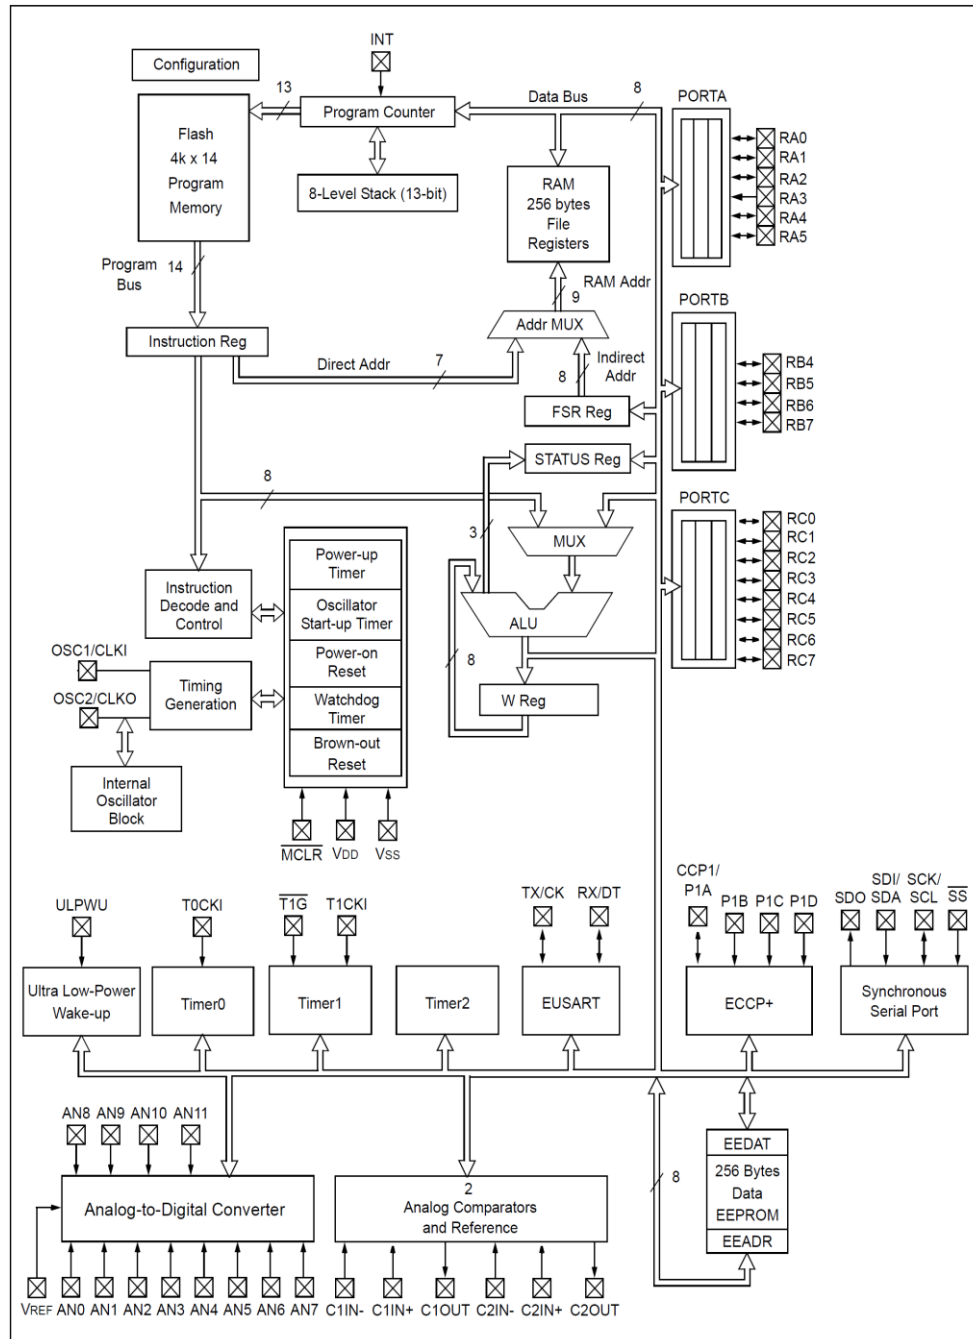 INT
Configuration
13
Program Counter
Data Bus
8
PORTA
Flash
4k x 14
Program
Memory
8-Level Stack (13-bit)
RAM
256 bytes
File
Registers
RA0
RA1
RA2
RA3
RA4
RA5
Program
Bus
14
RAM Addr
9
PORTB
Addr MUX
Instruction Reg
Direct Addr
7
Indirect
Addr
8
FSR Reg
RB4
RB5
RB6
RB7
STATUS Reg
8
3
PORTC
MUX
RC0
RC1
RC2
RC3
RC4
RC5
RC6
RC7
Power-up
Timer
Instruction
Decode and
Control
Oscillator
Start-up Timer
ALU
OSC1/CLKI
Power-on
Reset
8
Timing
Generation
OSC2/CLKO
Watchdog
Timer
W Reg
Brown-out
Reset
Internal
Oscillator
Block
MCLR
VDD
VSS
ULPWU
T0CKI
T1G
T1CKI
TX/CK
RX/DT
CCP1/
P1A
P1B
P1C
P1D
SDO
SDI/
SDA
SCK/
SCL
SS
Ultra Low-Power
Wake-up
Timer0
Timer1
Timer2
EUSART
ECCP+
Synchronous
Serial Port
AN8
AN9
AN10
AN11
EEDAT
256 Bytes
Data
EEPROM
EEADR
8
Analog-to-Digital Converter
2
Analog Comparators
and Reference
VREF
AN0
AN1
AN2
AN3
AN4
AN5
AN6
AN7
C1IN-
C1IN+
C1OUT
C2IN-
C2IN+
C2OUT